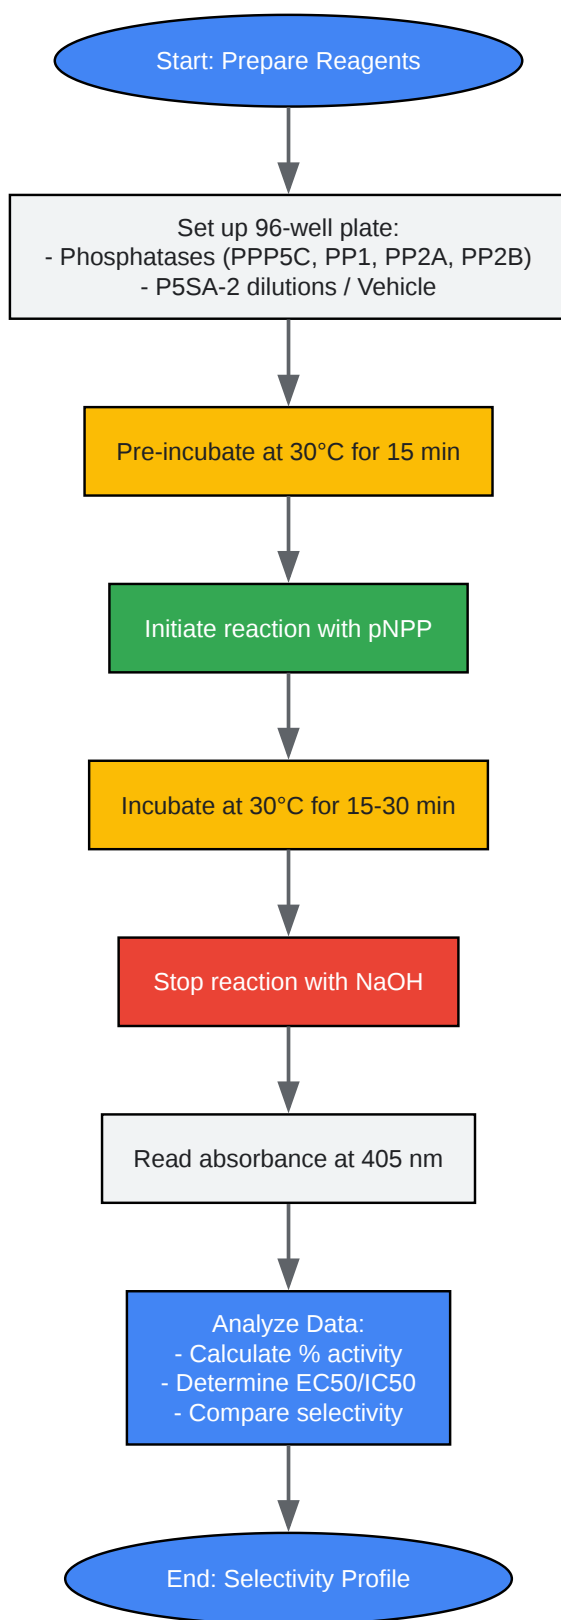 Start: Prepare Reagents
Set up 96-well plate:
- Phosphatases (PPP5C, PP1, PP2A, PP2B)
- P5SA-2 dilutions / Vehicle
Pre-incubate at 30°C for 15 min
Initiate reaction with pNPP
Incubate at 30°C for 15-30 min
Stop reaction with NaOH
Read absorbance at 405 nm
Analyze Data:
- Calculate % activity
- Determine EC50/IC50
- Compare selectivity
End: Selectivity Profile